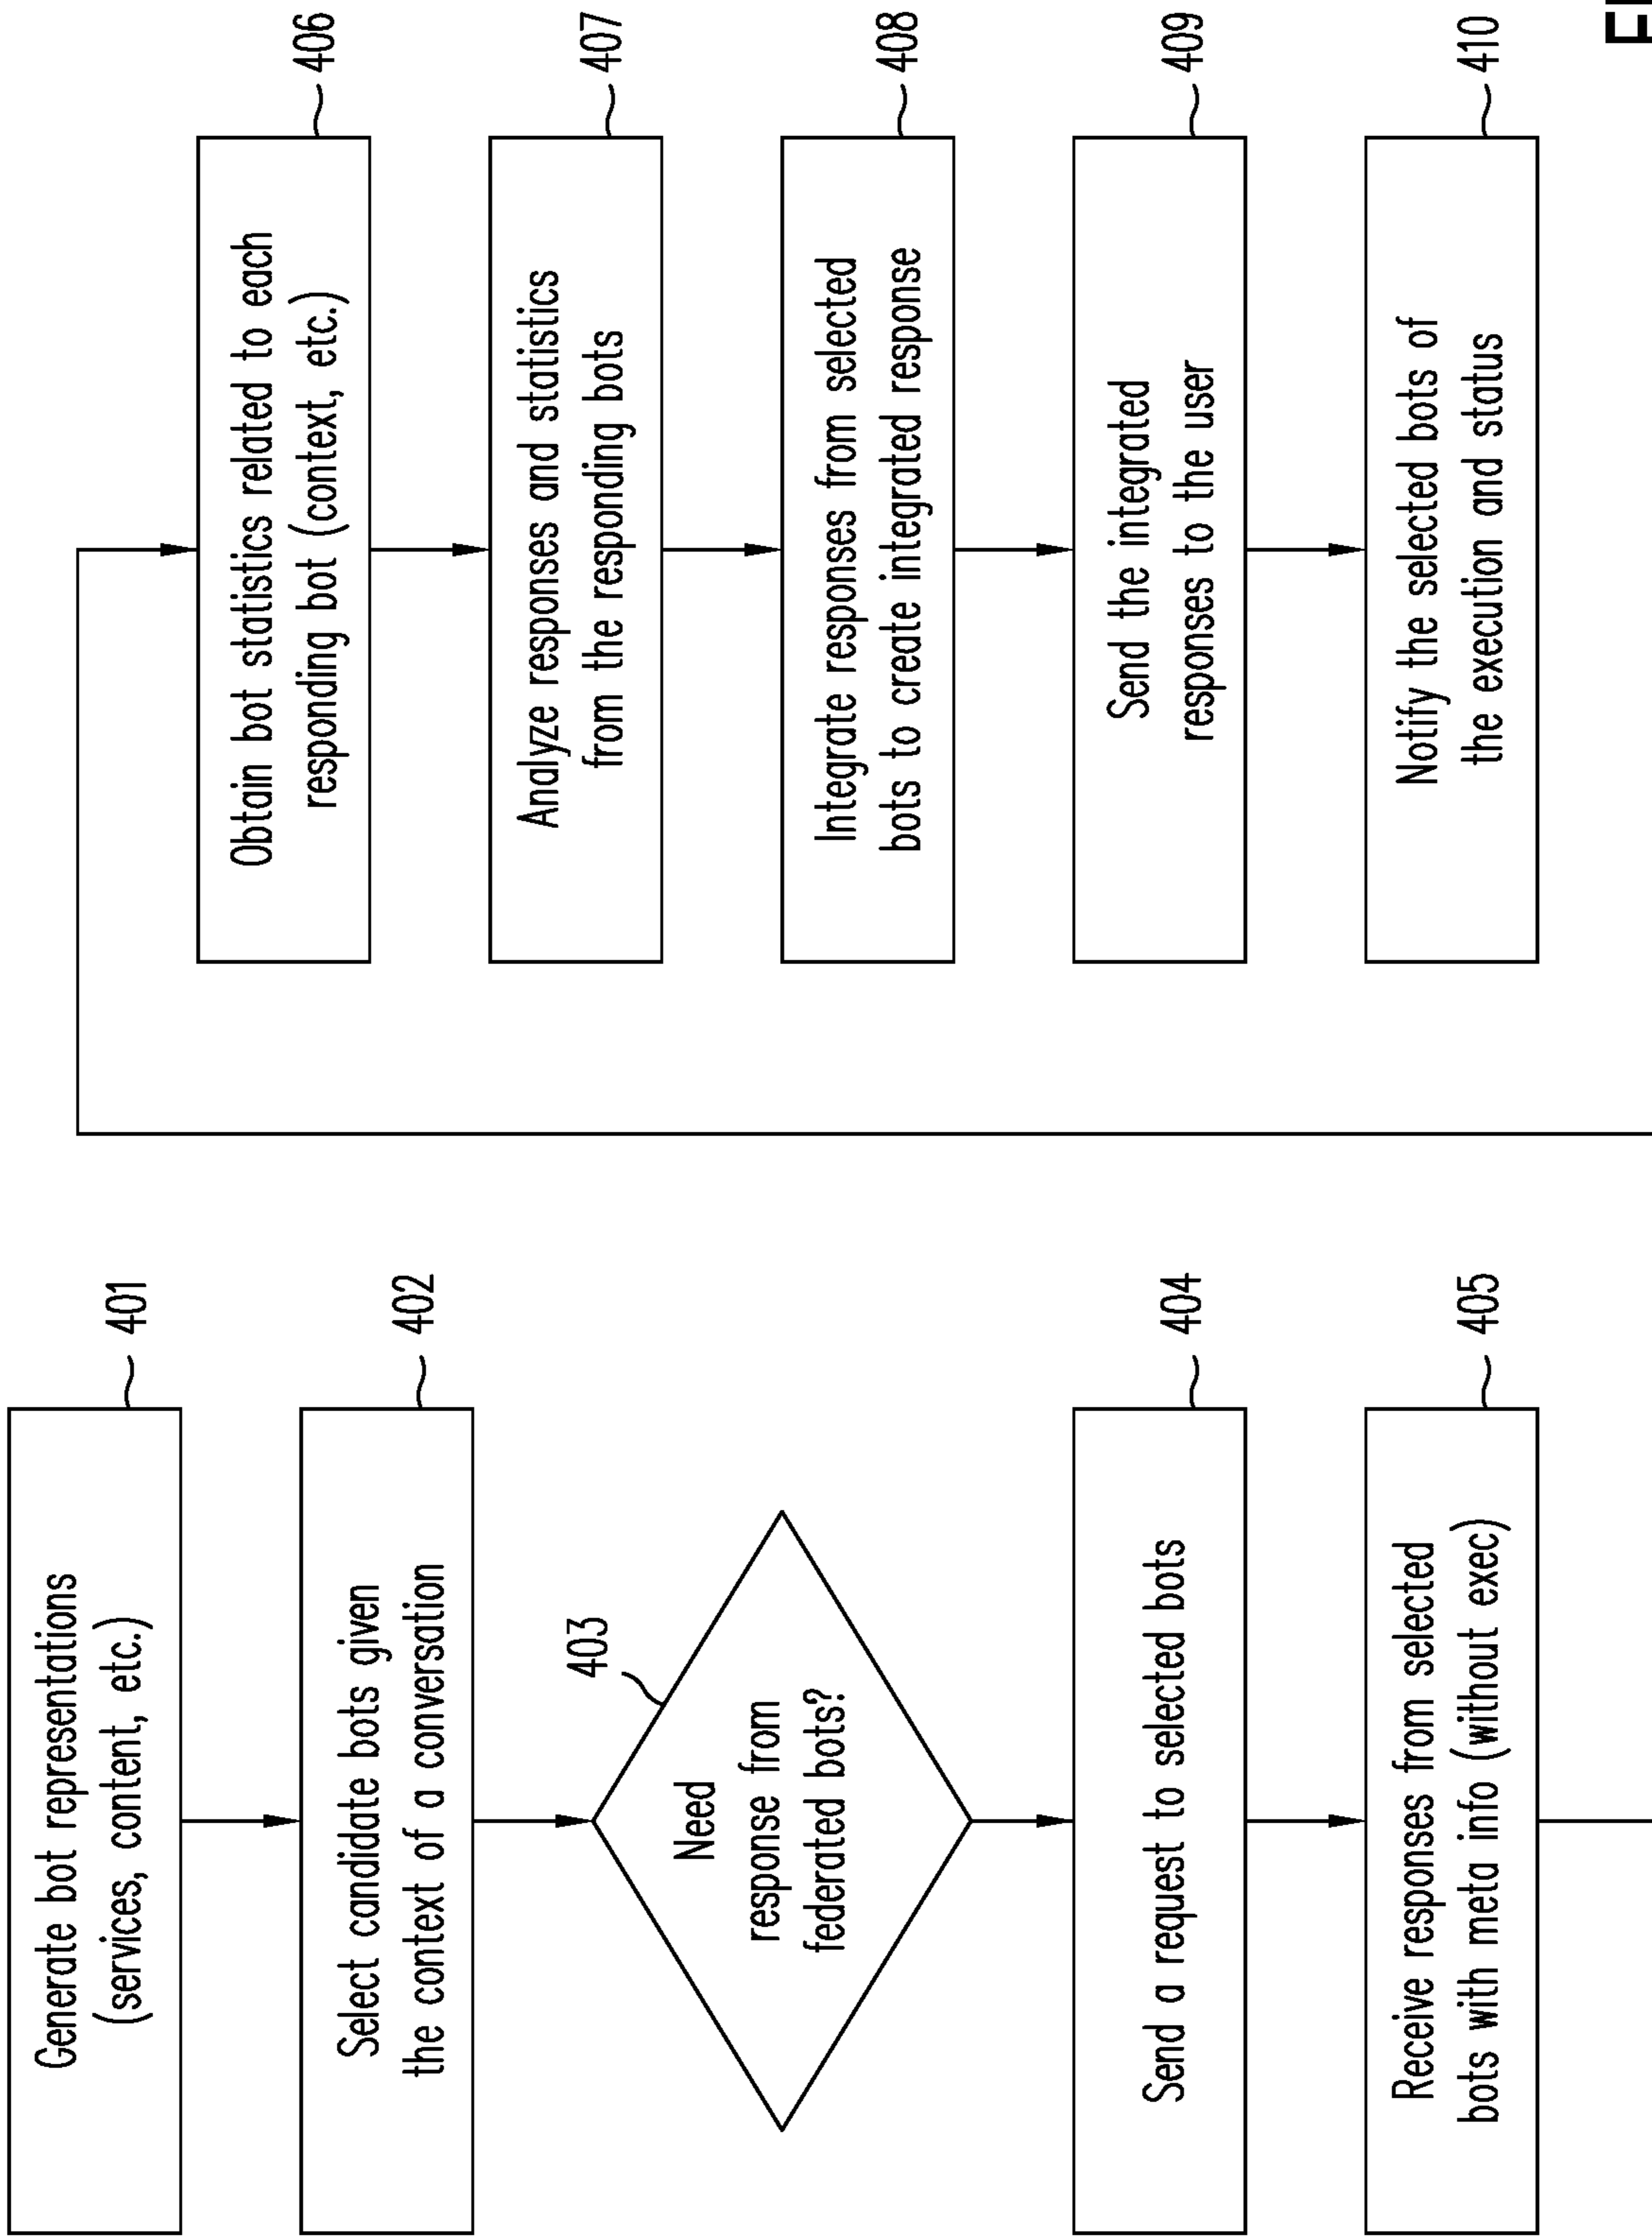 Generate bot representations
(services, content, etc.)
401
Select candidate bots given
the context of a conversation
402
403
Need
response from
federated bots?
Send a request to selected bots
404
Receive responses from selected
bots with meta info (without exec)
405
Obtain bot statistics related to each
responding bot (context, etc.)
406
Analyze responses and statistics
from the responding bots
407
Integrate responses from selected
bots to create integrated response
408
Send the integrated
responses to the user
409
Notify the selected bots of
the execution and status
410